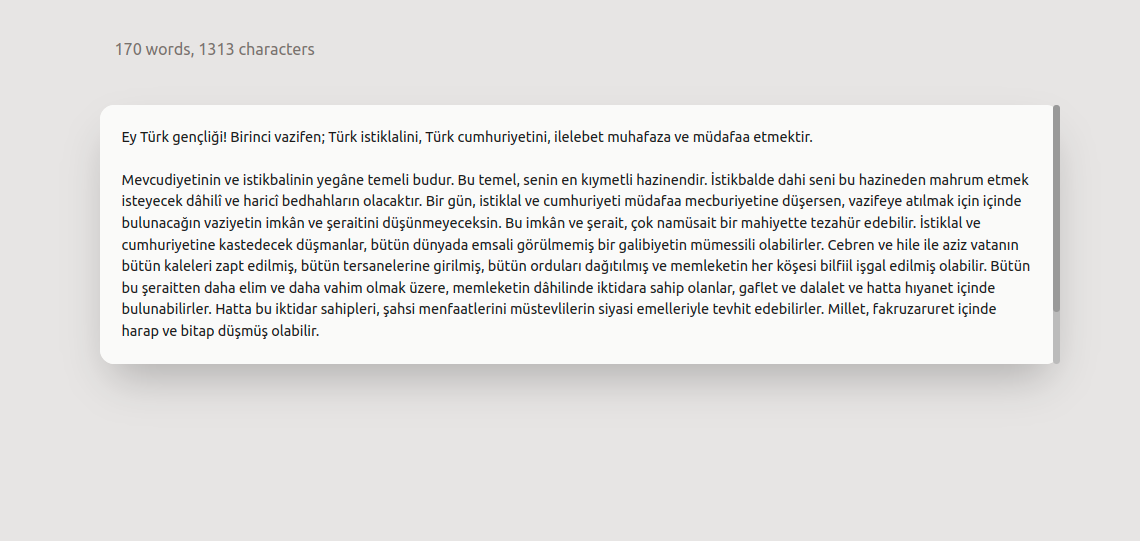 170 words, 1313 characters
Ey Türk gençliği! Birinci vazifen; Türk istiklalini, Türk cumhuriyetini, ilelebet muhafaza ve müdafaa etmektir.
Mevcudiyetinin ve istikbalinin yegâne temeli budur. Bu temel, senin en kıymetli hazinendir. İstikbalde dahi seni bu hazineden mahrum etmek
isteyecek dâhilî ve haricî bedhahların olacaktır. Bir gün, istiklal ve cumhuriyeti müdafaa mecburiyetine düşersen, vazifeye atılmak için içinde
bulunacağın vaziyetin imkân ve şeraitini düşünmeyeceksin. Bu imkân ve şerait, çok namüsait bir mahiyette tezahür edebilir. İstiklal ve
cumhuriyetine kastedecek düşmanlar, bütün dünyada emsali görülmemiş bir galibiyetin mümessili olabilirler. Cebren ve hile ile aziz vatanın
bütün kaleleri zapt edilmiş, bütün tersanelerine girilmiş, bütün orduları dağıtılmış ve memleketin her köşesi bilfiil işgal edilmiş olabilir. Bütün
bu şeraitten daha elim ve daha vahim olmak üzere, memleketin dâhilinde iktidara sahip olanlar, gaflet ve dalalet ve hatta hıyanet içinde
bulunabilirler. Hatta bu iktidar sahipleri, şahsi menfaatlerini müstevlilerin siyasi emelleriyle tevhit edebilirler. Millet, fakruzaruret içinde
harap ve bitap düşmüş olabilir.